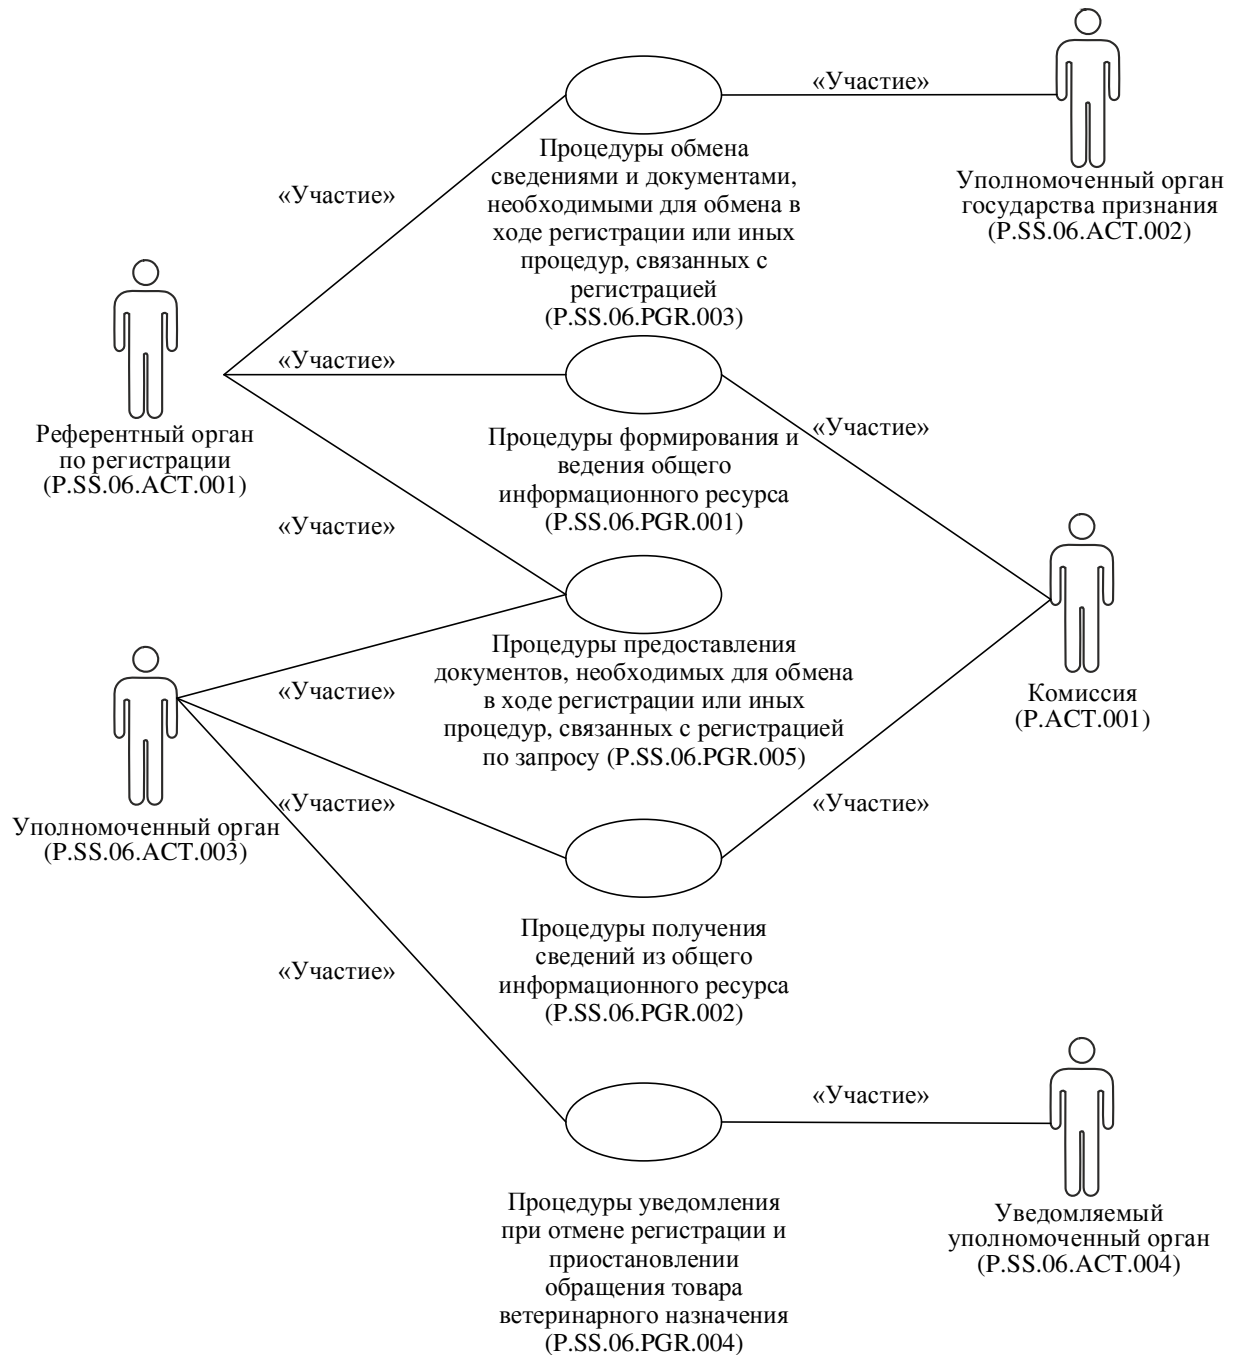 «Участие»
Процедуры обмена
сведениями и документами,
необходимыми для обмена в
ходе регистрации или иных
процедур, связанных с
регистрацией
(P.SS.06.PGR.003)
«Участие»
Уполномоченный орган
государства признания
(P.SS.06.ACT.002)
«Участие»
Референтный орган
по регистрации
(P.SS.06.ACT.001)
Процедуры формирования и
ведения общего
информационного ресурса
(P.SS.06.PGR.001)
«Участие»
«Участие»
Процедуры предоставления
документов, необходимых для обмена
в ходе регистрации или иных
процедур, связанных с регистрацией
по запросу (P.SS.06.PGR.005)
«Участие»
Комиссия
(P.ACT.001)
«Участие»
«Участие»
Уполномоченный орган
(P.SS.06.ACT.003)
Процедуры получения
сведений из общего
информационного ресурса
(P.SS.06.PGR.002)
«Участие»
«Участие»
Процедуры уведомления
при отмене регистрации и
приостановлении
обращения товара
ветеринарного назначения
(P.SS.06.PGR.004)
Уведомляемый
уполномоченный орган
(P.SS.06.ACT.004)